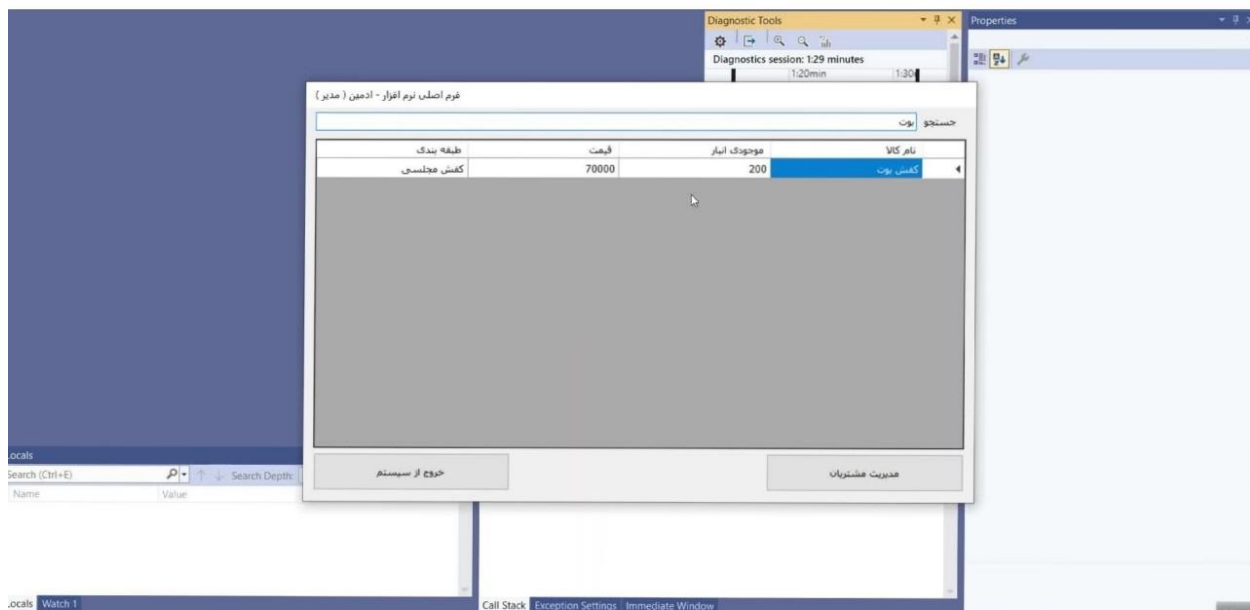 Diagnostic Tools
Properties
Diagnostics session: 1:29 minutes
1:20min
1:30
فرم اصلی نرم افزار - ادمین ( مدیر )
جستجو بوت
نام کالا موجودی انبار قیمت طبقه بندی
کفش بوت 200 70000 کفش مجلسی
مدیریت مشتریان
خروج از سیستم
ocals
Search (Ctrl+E)
Search Depth:
Name Value
ocals Watch 1
Call Stack Exception Settings Immediate Window